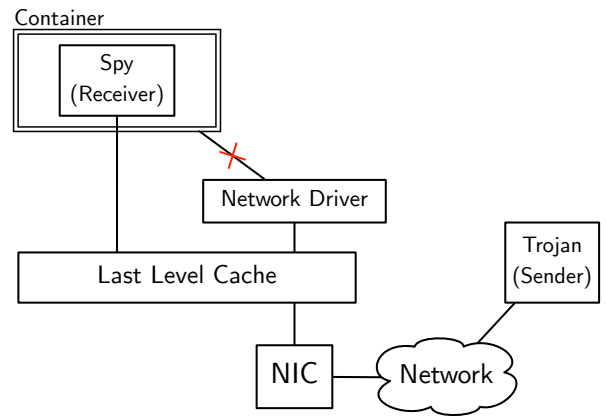 Container
Spy
(Receiver)
Network Driver
Last Level Cache
Trojan
(Sender)
NIC
Network